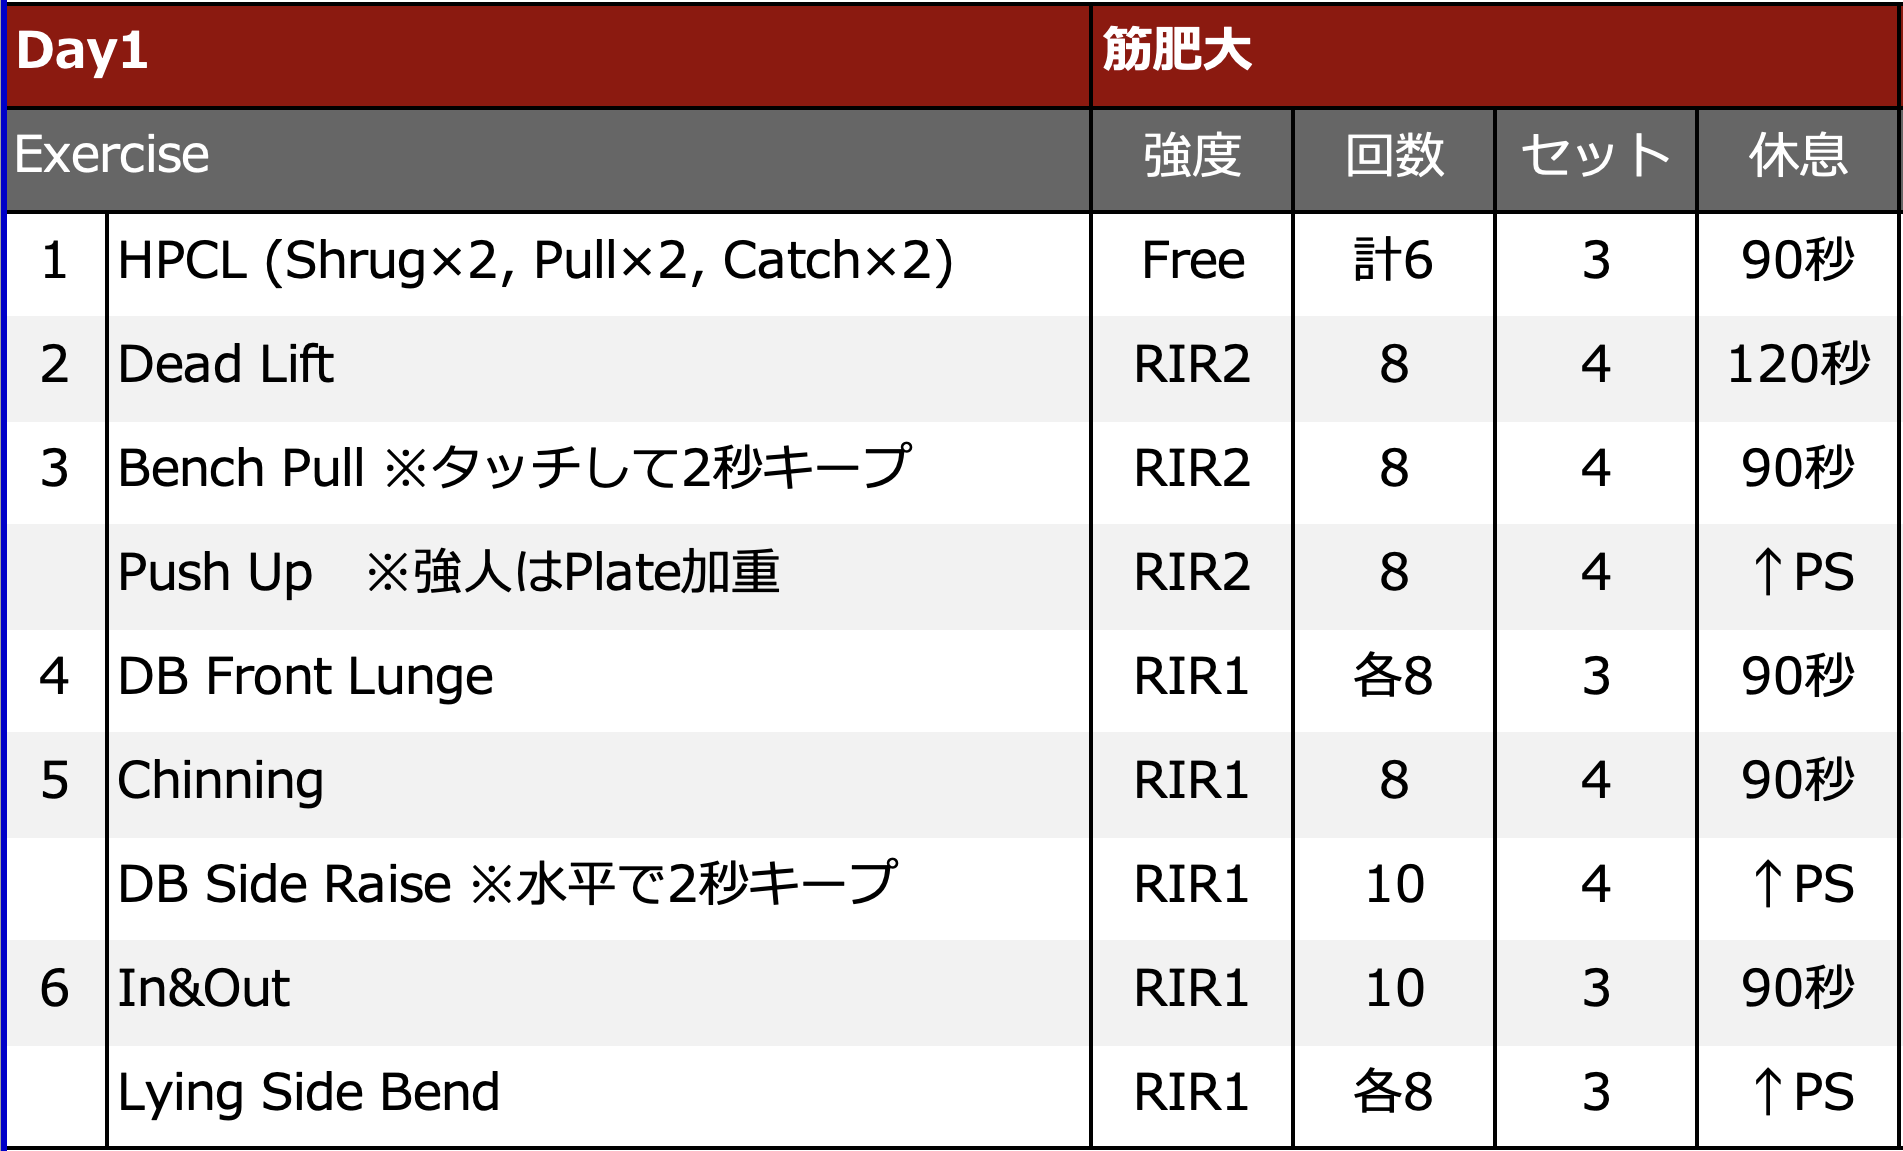 Day1 筋肥大
Exercise 強度 回数 セット 休息
1 HPCL (Shrug×2, Pull×2, Catch×2) Free 計6 3 90秒
2 Dead Lift RIR2 8 4 120秒
3 Bench Pull ※タッチして2秒キープ RIR2 8 4 90秒
Push Up　※強人はPlate加重 RIR2 8 4 ↑PS
4 DB Front Lunge RIR1 各8 3 90秒
5 Chinning RIR1 8 4 90秒
DB Side Raise ※水平で2秒キープ RIR1 10 4 ↑PS
6 In&Out RIR1 10 3 90秒
Lying Side Bend RIR1 各8 3 ↑PS